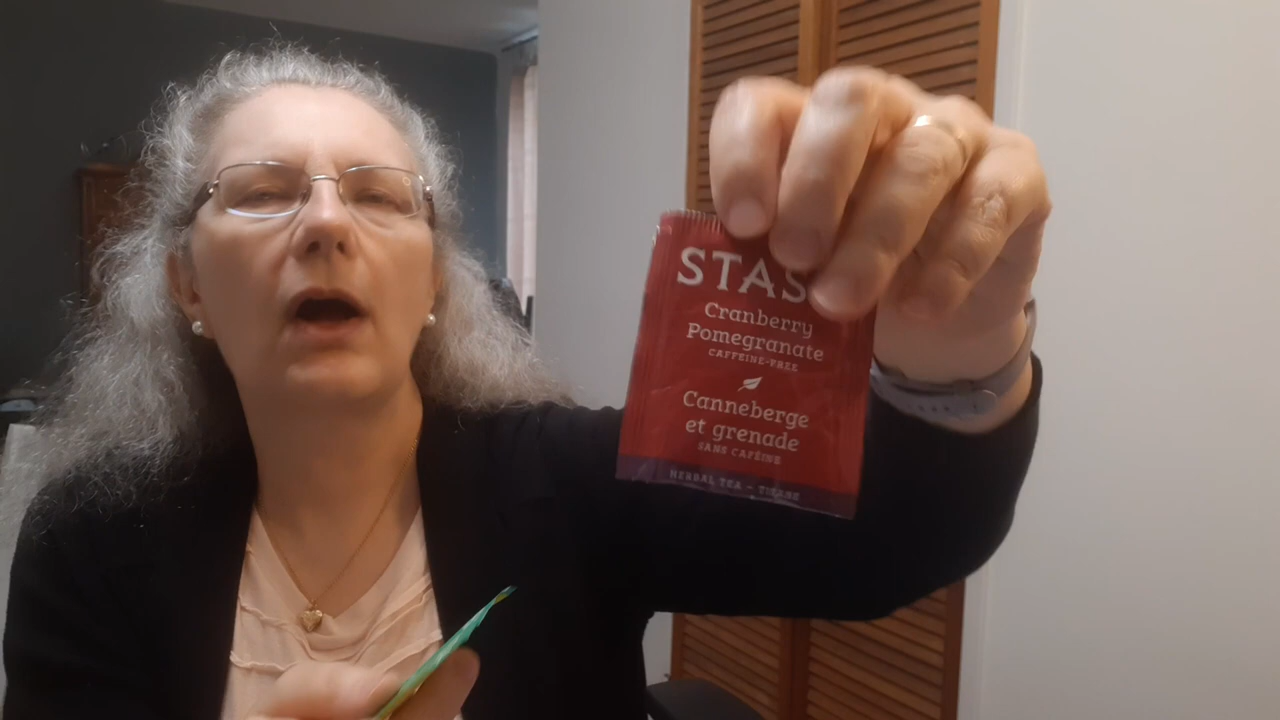 STAS
Cranberry
Pomegranate
CAFFEINE-FREE
Canneberge
et grenade
SANS CAFÉINE
HERBAL TEA – TISANE